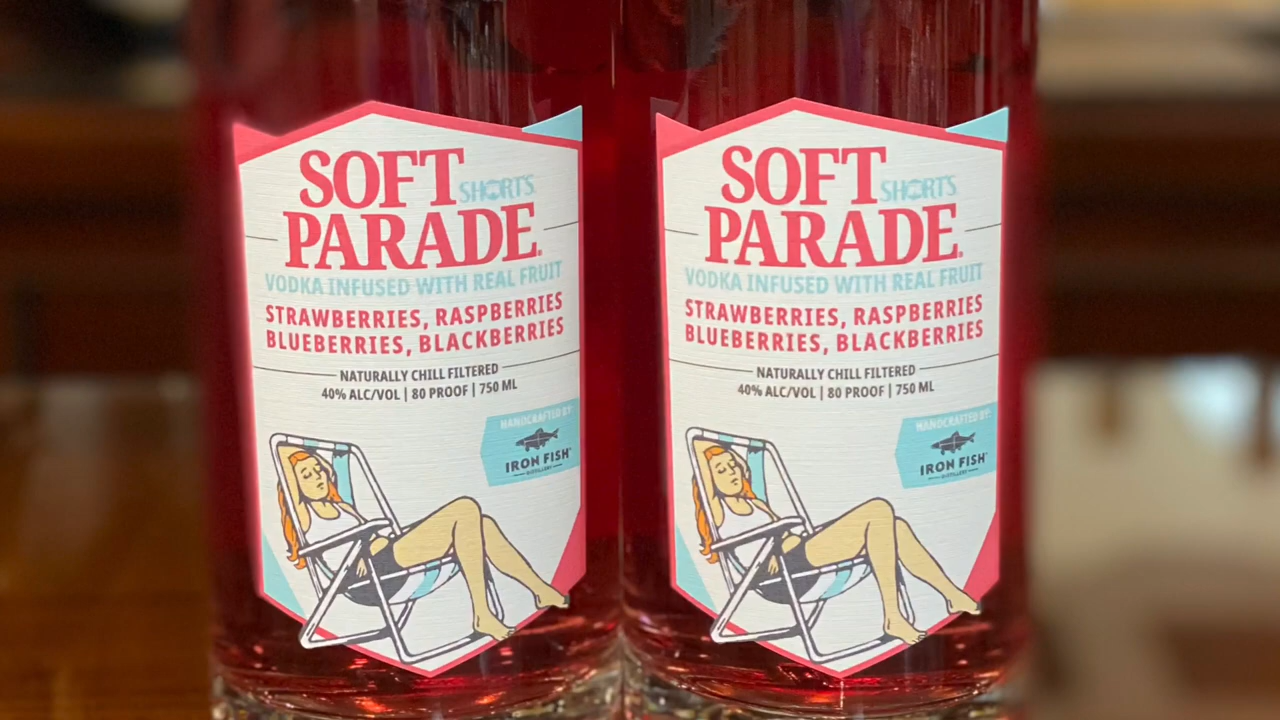 SOFT
SHORT'S
PARADE.
VODKA INFUSED WITH REAL FRUIT
STRAWBERRIES, RASPBERRIES
BLUEBERRIES, BLACKBERRIES
NATURALLY CHILL FILTERED
40% ALC/VOL | 80 PROOF | 750 ML
HANDCRAFTED BY:
IRON FISH
DISTILLERY
SOFT
SHORT'S
PARADE.
VODKA INFUSED WITH REAL FRUIT
STRAWBERRIES, RASPBERRIES
BLUEBERRIES, BLACKBERRIES
NATURALLY CHILL FILTERED
40% ALC/VOL | 80 PROOF | 750 ML
HANDCRAFTED BY:
IRON FISH
DISTILLERY